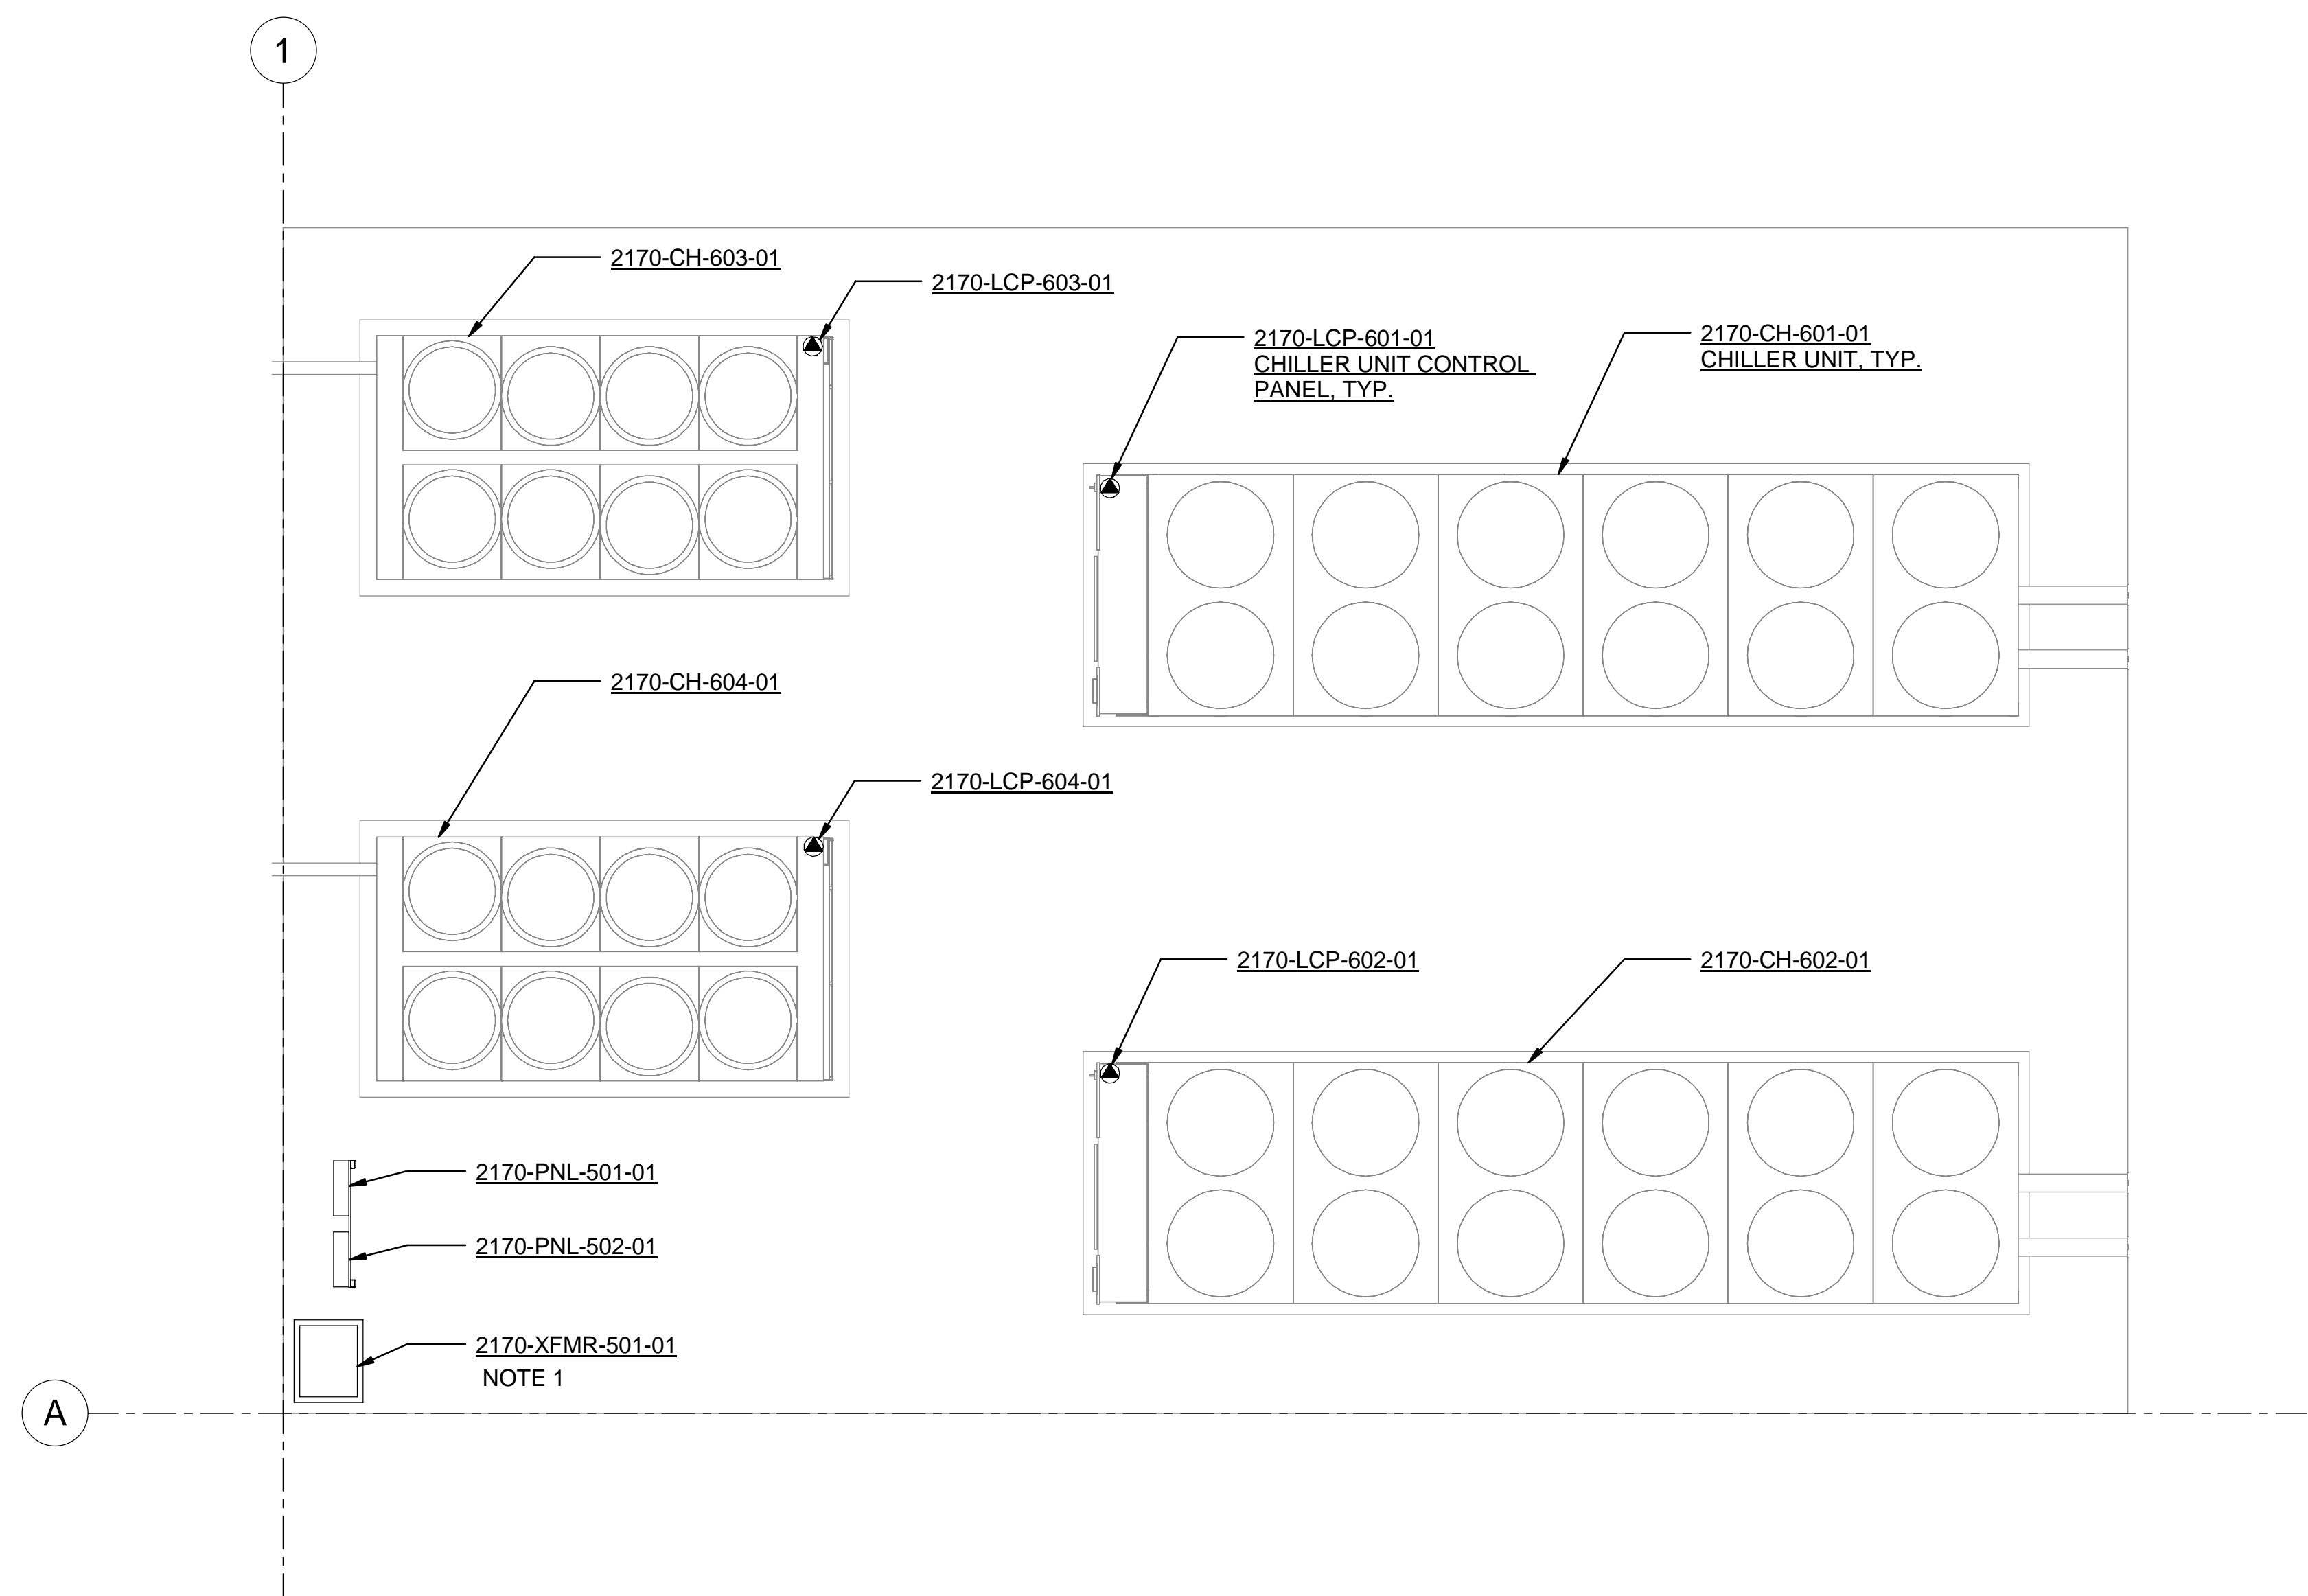 1
2170-CH-603-01
2170-LCP-603-01
2170-LCP-601-01
CHILLER UNIT CONTROL
PANEL, TYP.
2170-CH-601-01
CHILLER UNIT, TYP.
2170-CH-604-01
2170-LCP-604-01
2170-LCP-602-01
2170-CH-602-01
2170-PNL-501-01
2170-PNL-502-01
2170-XFMR-501-01
NOTE 1
A